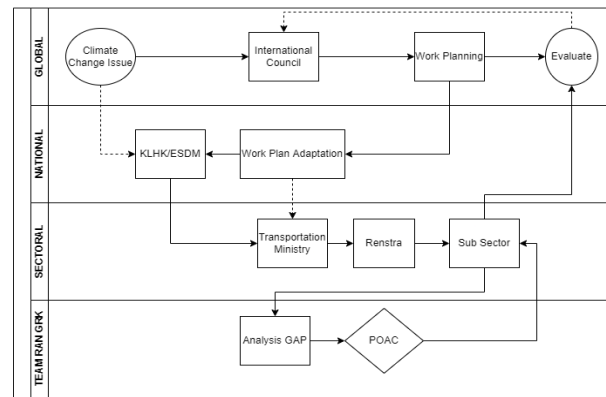 GLOBAL
Climate
Change Issue
International
Council
Work Planning
Evaluate
NATIONAL
KLHK/ESDM
Work Plan Adaptation
SECTORAL
Transportation
Ministry
Renstra
Sub Sector
TEAM RAN GRK
Analysis GAP
POAC